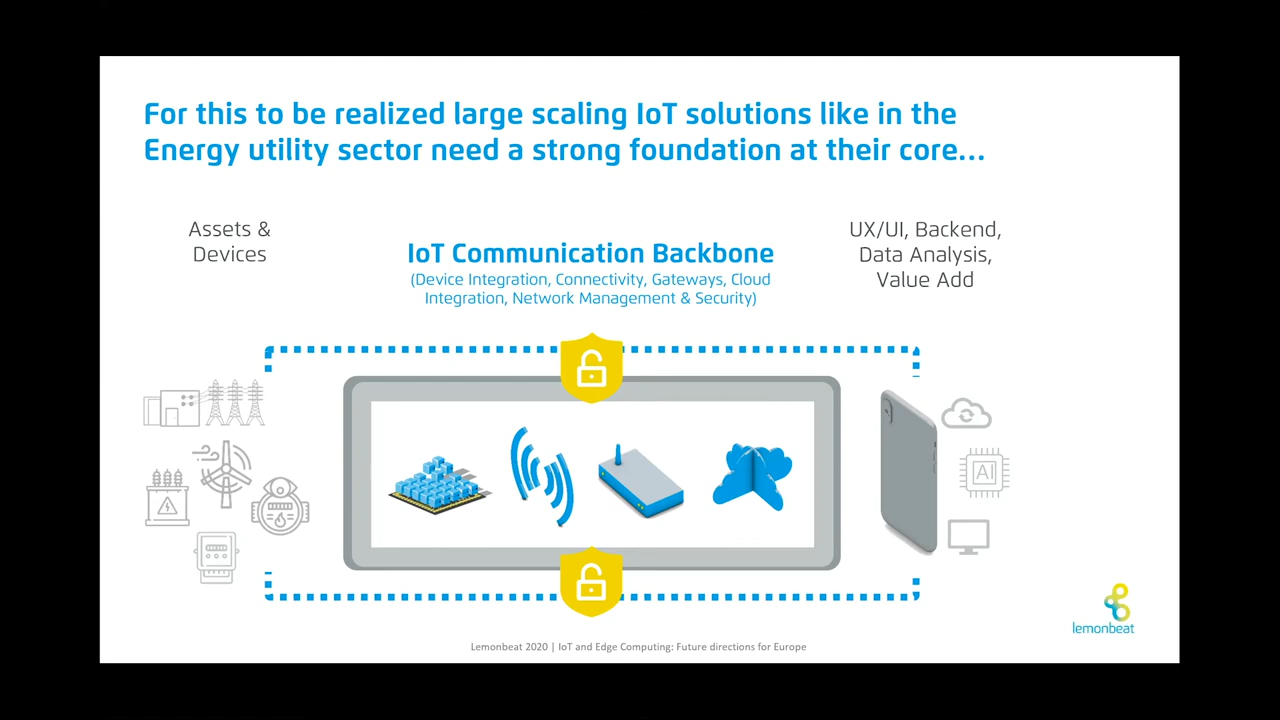 For this to be realized large scaling IoT solutions like in the
Energy utility sector need a strong foundation at their core...
Assets &
Devices
IoT Communication Backbone
(Device Integration, Connectivity, Gateways, Cloud
Integration, Network Management & Security)
UX/UI, Backend,
Data Analysis,
Value Add
AI
lemonbeat
Lemonbeat 2020 | IoT and Edge Computing: Future directions for Europe